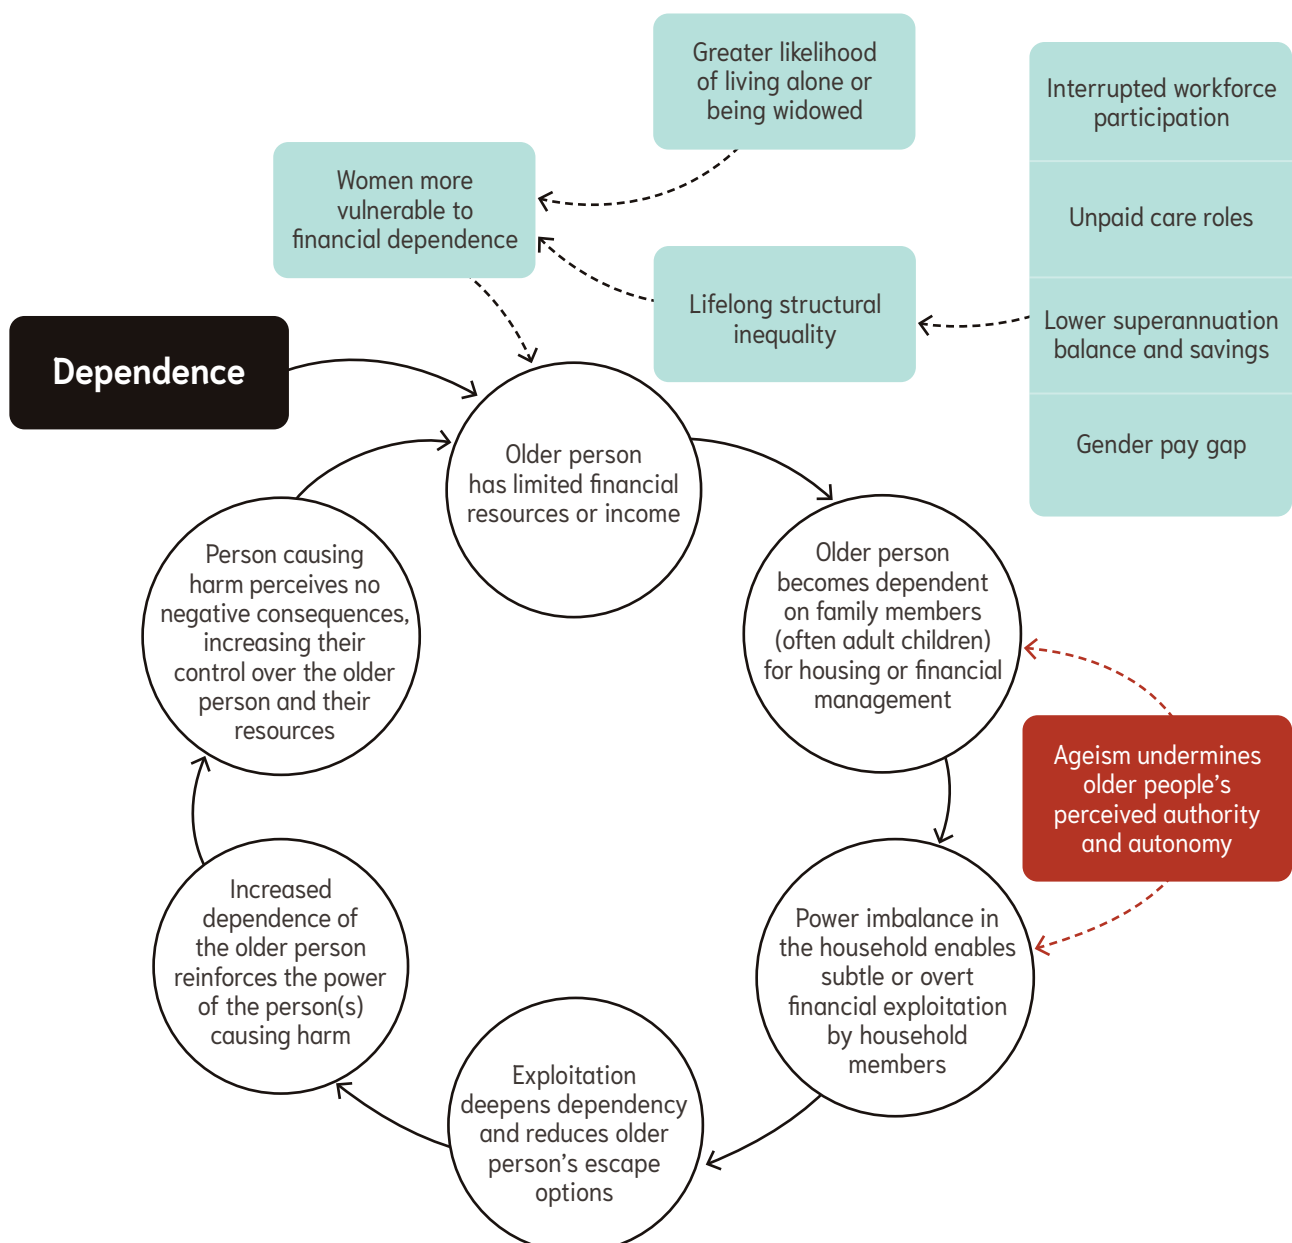 Greater likelihood
of living alone or
being widowed
Interrupted workforce
participation
Unpaid care roles
Lower superannuation
balance and savings
Gender pay gap
Women more
vulnerable to
financial dependence
Lifelong structural
inequality
Dependence
Older person
has limited financial
resources or income
Older person
becomes dependent
on family members
(often adult children)
for housing or financial
management
Ageism undermines
older people’s
perceived authority
and autonomy
Power imbalance in
the household enables
subtle or overt
financial exploitation
by household
members
Exploitation
deepens dependency
and reduces older
person’s escape
options
Increased
dependence of
the older person
reinforces the power
of the person(s)
causing harm
Person causing
harm perceives no
negative consequences,
increasing their
control over the older
person and their
resources